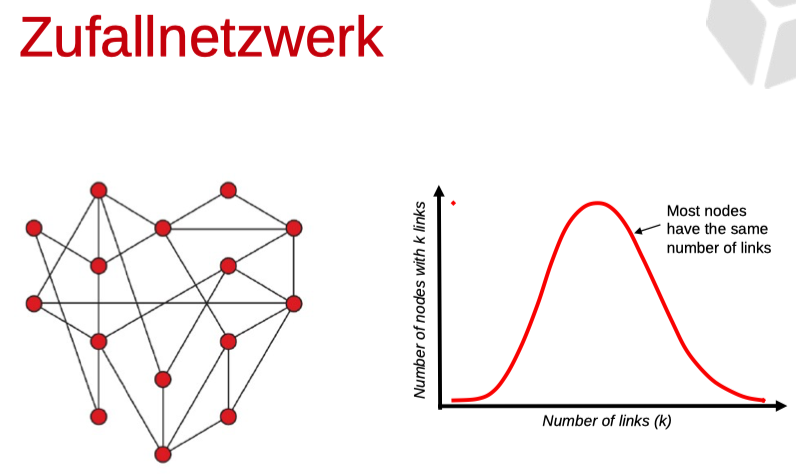 Zufallnetzwerk
Number of nodes with k links
Most nodes
have the same
number of links
Number of links (k)